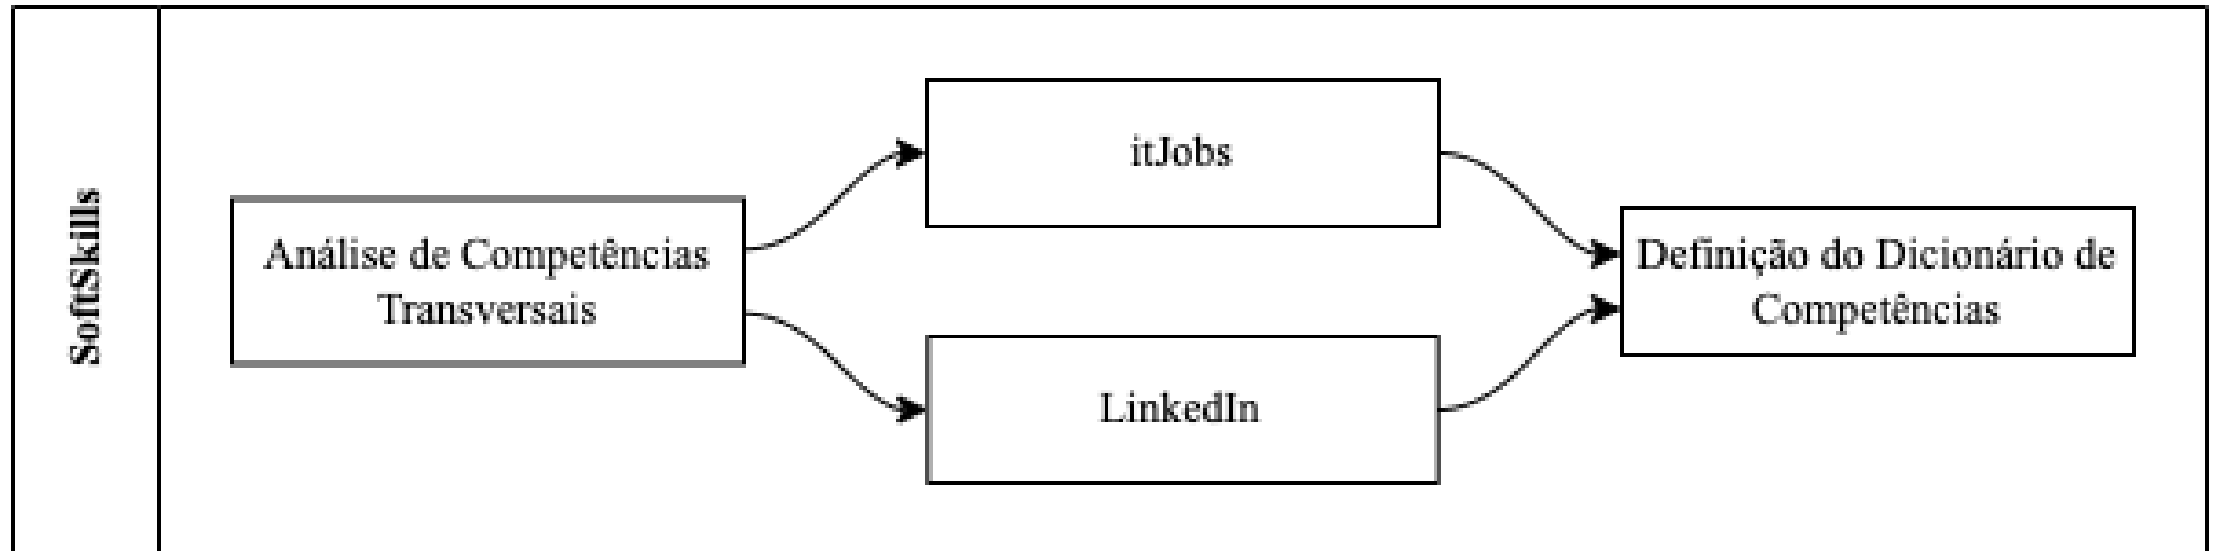 SoftSkills
Análise de Competências
Transversais
itJobs
LinkedIn
Definição do Dicionário de
Competências